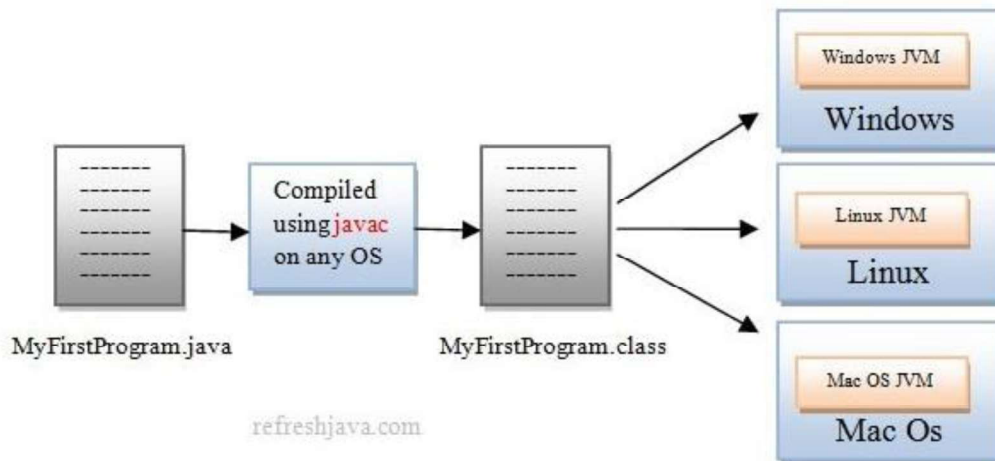 MyFirstProgram.java
Compiled
using javac
on any OS
MyFirstProgram.class
Windows JVM
Windows
Linux JVM
Linux
Mac OS JVM
Mac Os
refreshjava.com